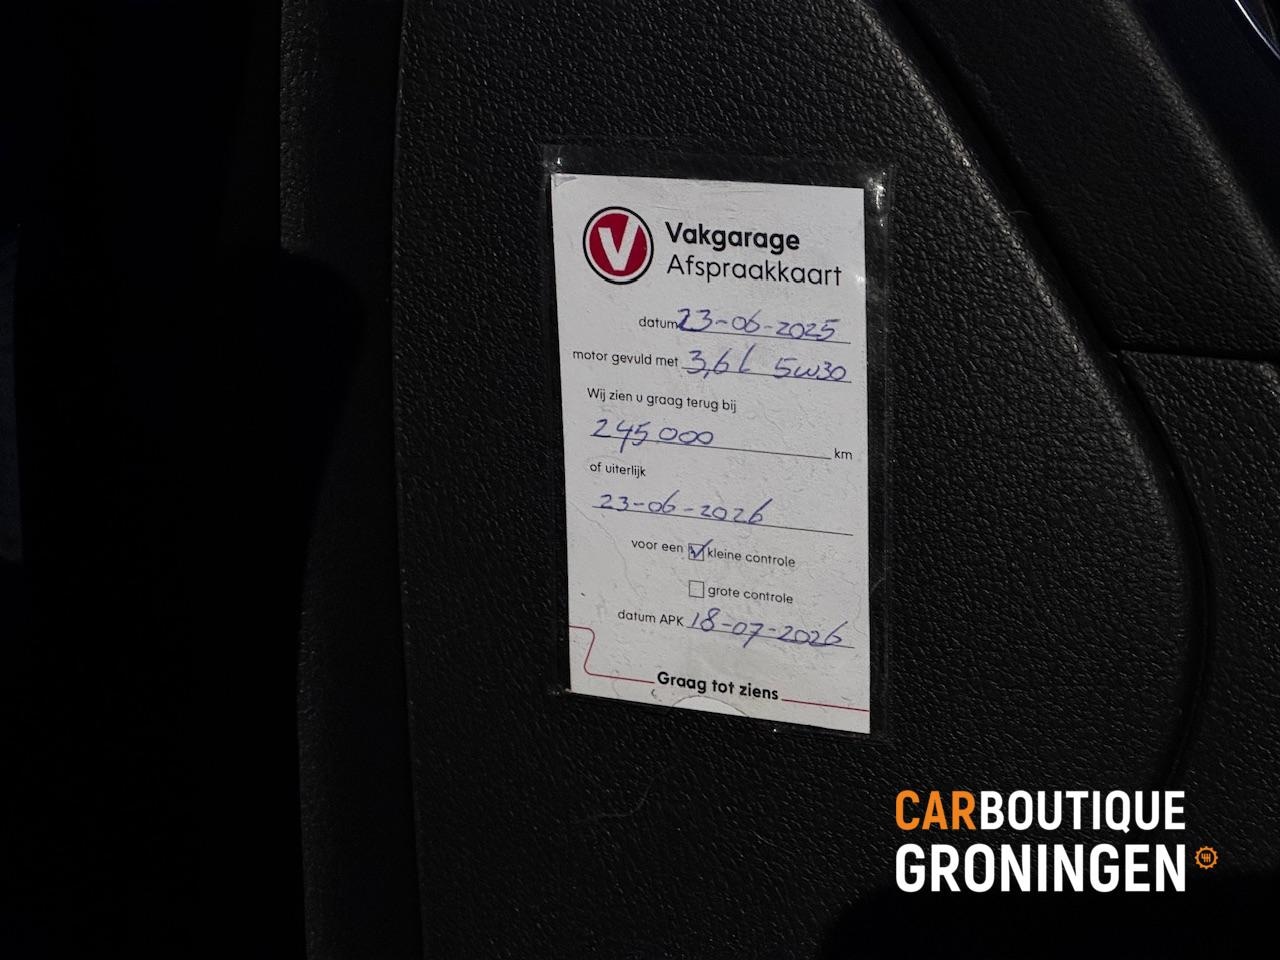 V Vakgarage
Afspraakkaart
datum 23-06-2025
motor gevuld met 3,6 l 5w30
Wij zien u graag terug bij
245000 km
of uiterlijk
23-06-2026
voor een kleine controle
grote controle
datum APK 18-07-2026
Graag tot ziens
CARBOUTIQUE
GRONINGEN